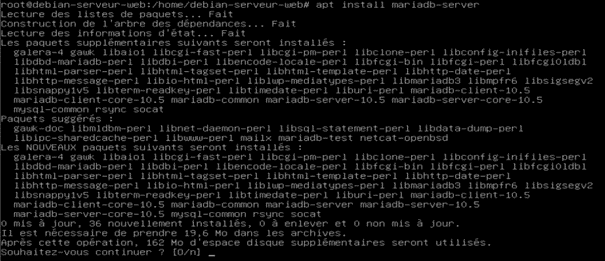 root@debian-serveur-web:/home/debian-serveur-web# apt install mariadb-server
Lecture des listes de paquets... Fait
Construction de l'arbre des dépendances... Fait
Lecture des informations d'état... Fait
Les paquets supplémentaires suivants seront installés :
galera-4 gawk libaio1 libcgi-fast-perl libcgi-pm-perl libclone-perl libconfig-inifiles-perl
libdbd-mariadb-perl libdbi-perl libencode-locale-perl libfcgi-bin libfcgi-perl libfcgi0ldbl
libhtml-parser-perl libhtml-tagset-perl libhtml-template-perl libhttp-date-perl
libhttp-message-perl libio-html-perl liblwp-mediatypes-perl libmariadb3 libmpfr6 libsigsegv2
libsnappy1v5 libterm-readkey-perl libtimedate-perl liburi-perl mariadb-client-10.5
mariadb-client-core-10.5 mariadb-common mariadb-server-10.5 mariadb-server-core-10.5
mysql-common rsync socat
Paquets suggérés :
gawk-doc libmldbm-perl libnet-daemon-perl libsql-statement-perl libdata-dump-perl
libipc-sharedcache-perl libwww-perl mailx mariadb-test netcat-openbsd
Les NOUVEAUX paquets suivants seront installés :
galera-4 gawk libaio1 libcgi-fast-perl libcgi-pm-perl libclone-perl libconfig-inifiles-perl
libdbd-mariadb-perl libdbi-perl libencode-locale-perl libfcgi-bin libfcgi-perl libfcgi0ldbl
libhtml-parser-perl libhtml-tagset-perl libhtml-template-perl libhttp-date-perl
libhttp-message-perl libio-html-perl liblwp-mediatypes-perl libmariadb3 libmpfr6 libsigsegv2
libsnappy1v5 libterm-readkey-perl libtimedate-perl liburi-perl mariadb-client-10.5
mariadb-client-core-10.5 mariadb-common mariadb-server mariadb-server-10.5
mariadb-server-core-10.5 mysql-common rsync socat
0 mis à jour, 36 nouvellement installés, 0 à enlever et 0 non mis à jour.
Il est nécessaire de prendre 19,6 Mo dans les archives.
Après cette opération, 162 Mo d'espace disque supplémentaires seront utilisés.
Souhaitez-vous continuer ? [O/n] _